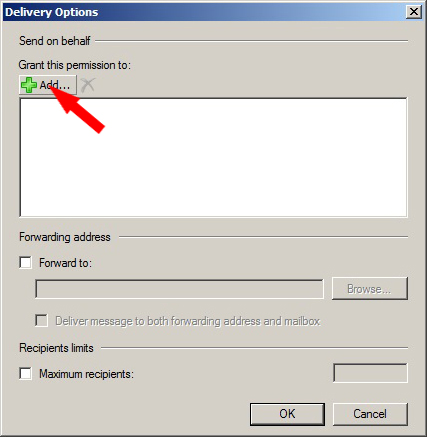 Delivery Options
Send on behalf
Grant this permission to:
Add...
Forwarding address
Forward to:
Browse...
Deliver message to both forwarding address and mailbox
Recipients limits
Maximum recipients:
OK Cancel